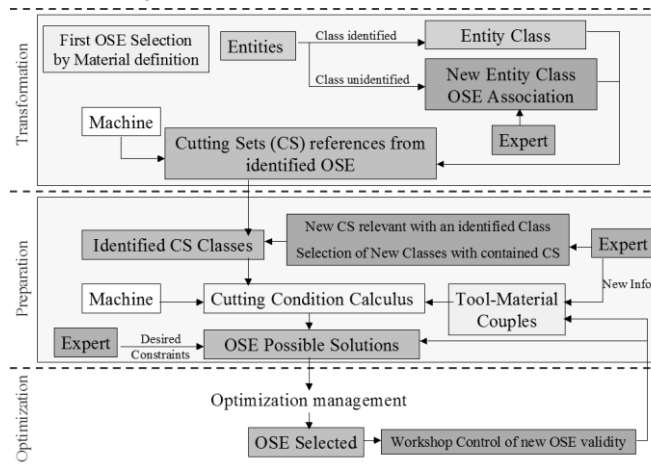 Transformation
First OSE Selection
by Material definition
Entities
Class identified
Entity Class
Class unidentified
New Entity Class
OSE Association
Machine
Expert
Cutting Sets (CS) references from
identified OSE
Preparation
Identified CS Classes
New CS relevant with an identified Class
Selection of New Classes with contained CS
Expert
New Info
Machine
Cutting Condition Calculus
Tool-Material
Couples
Expert
Desired
Constraints
OSE Possible Solutions
Optimization
Optimization management
OSE Selected
Workshop Control of new OSE validity